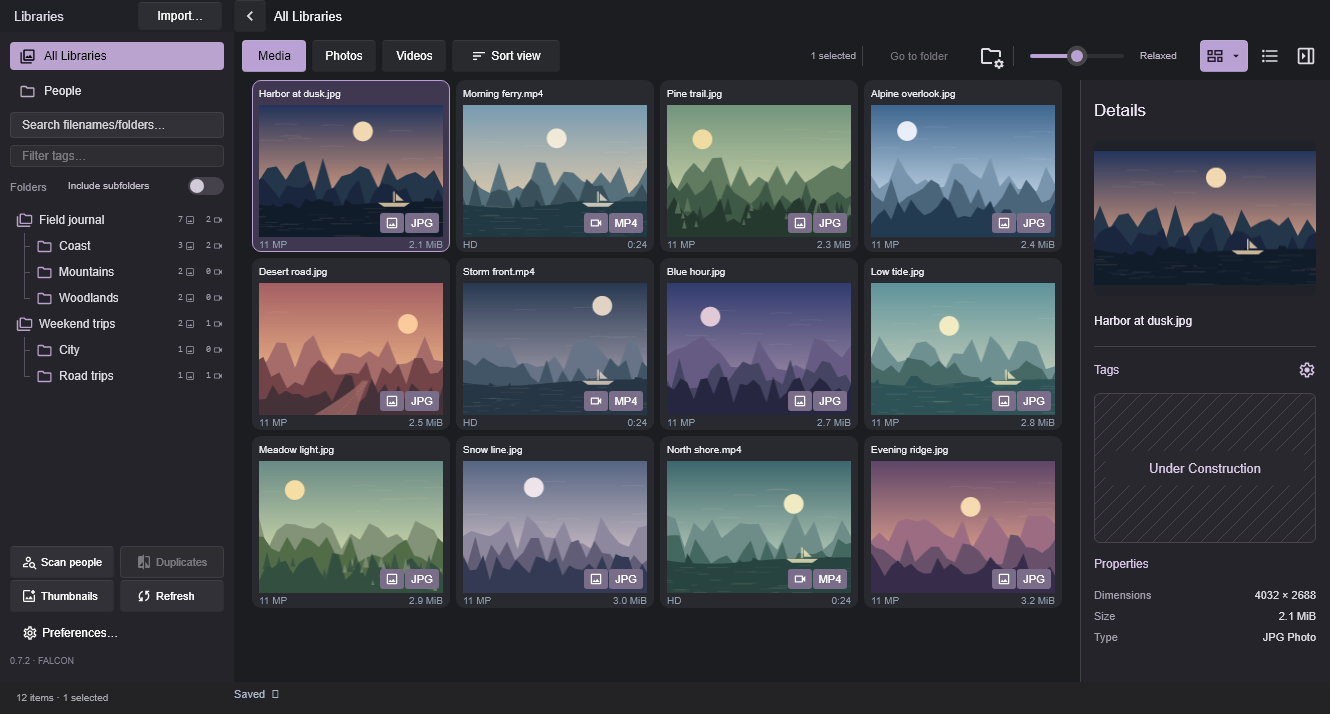 Libraries
Import...
All Libraries
All Libraries
People
Search filenames/folders...
Filter tags...
Folders
Include subfolders
Field journal 7 2
Coast 3 2
Mountains 2 0
Woodlands 2 0
Weekend trips 2 1
City 1 0
Road trips 1 1
Scan people
Duplicates
Thumbnails
Refresh
Preferences...
0.7.2 · FALCON
12 items · 1 selected
Media
Photos
Videos
Sort view
1 selected
Go to folder
Relaxed
Harbor at dusk.jpg
JPG
11 MP 2.1 MiB
Morning ferry.mp4
MP4
HD 0:24
Pine trail.jpg
JPG
11 MP 2.3 MiB
Alpine overlook.jpg
JPG
11 MP 2.4 MiB
Desert road.jpg
JPG
11 MP 2.5 MiB
Storm front.mp4
MP4
HD 0:24
Blue hour.jpg
JPG
11 MP 2.7 MiB
Low tide.jpg
JPG
11 MP 2.8 MiB
Meadow light.jpg
JPG
11 MP 2.9 MiB
Snow line.jpg
JPG
11 MP 3.0 MiB
North shore.mp4
MP4
HD 0:24
Evening ridge.jpg
JPG
11 MP 3.2 MiB
Saved
Details
Harbor at dusk.jpg
Tags
Under Construction
Properties
Dimensions 4032 × 2688
Size 2.1 MiB
Type JPG Photo